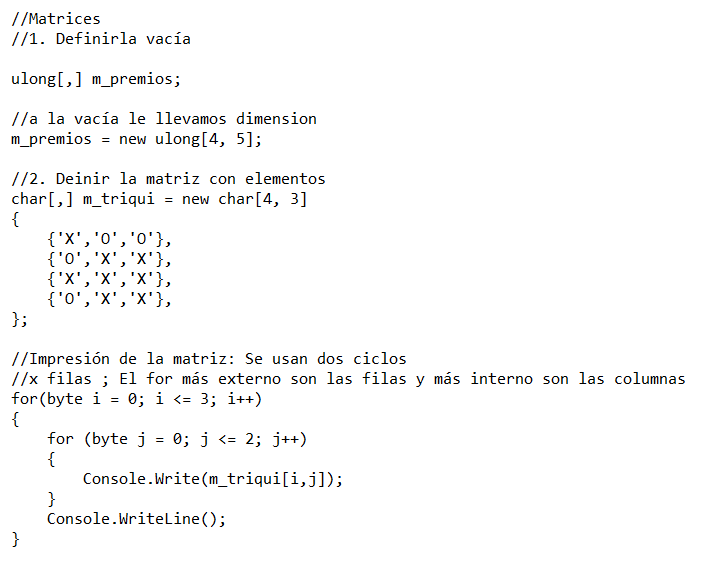 //Matrices
//1. Definirla vacía
ulong[,] m_premios;
//a la vacía le llevamos dimension
m_premios = new ulong[4, 5];
//2. Deinir la matriz con elementos
char[,] m_triqui = new char[4, 3]
{
    {'X','O','O'},
    {'O','X','X'},
    {'X','X','X'},
    {'O','X','X'},
};
//Impresión de la matriz: Se usan dos ciclos
//x filas ; El for más externo son las filas y más interno son las columnas
for(byte i = 0; i <= 3; i++)
{
    for (byte j = 0; j <= 2; j++)
    {
        Console.Write(m_triqui[i,j]);
    }
    Console.WriteLine();
}